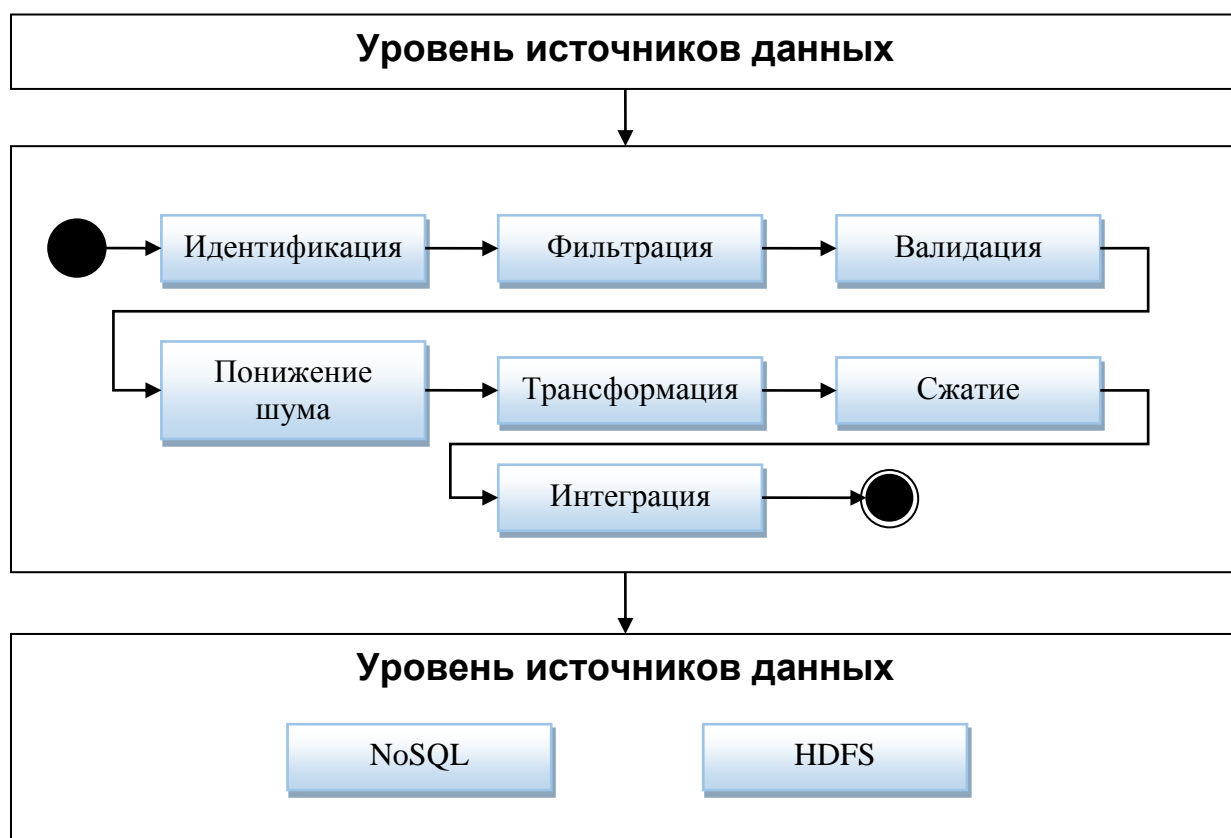 Уровень источников данных
Идентификация
Фильтрация
Валидация
Понижение
шума
Трансформация
Сжатие
Интеграция
Уровень источников данных
NoSQL
HDFS